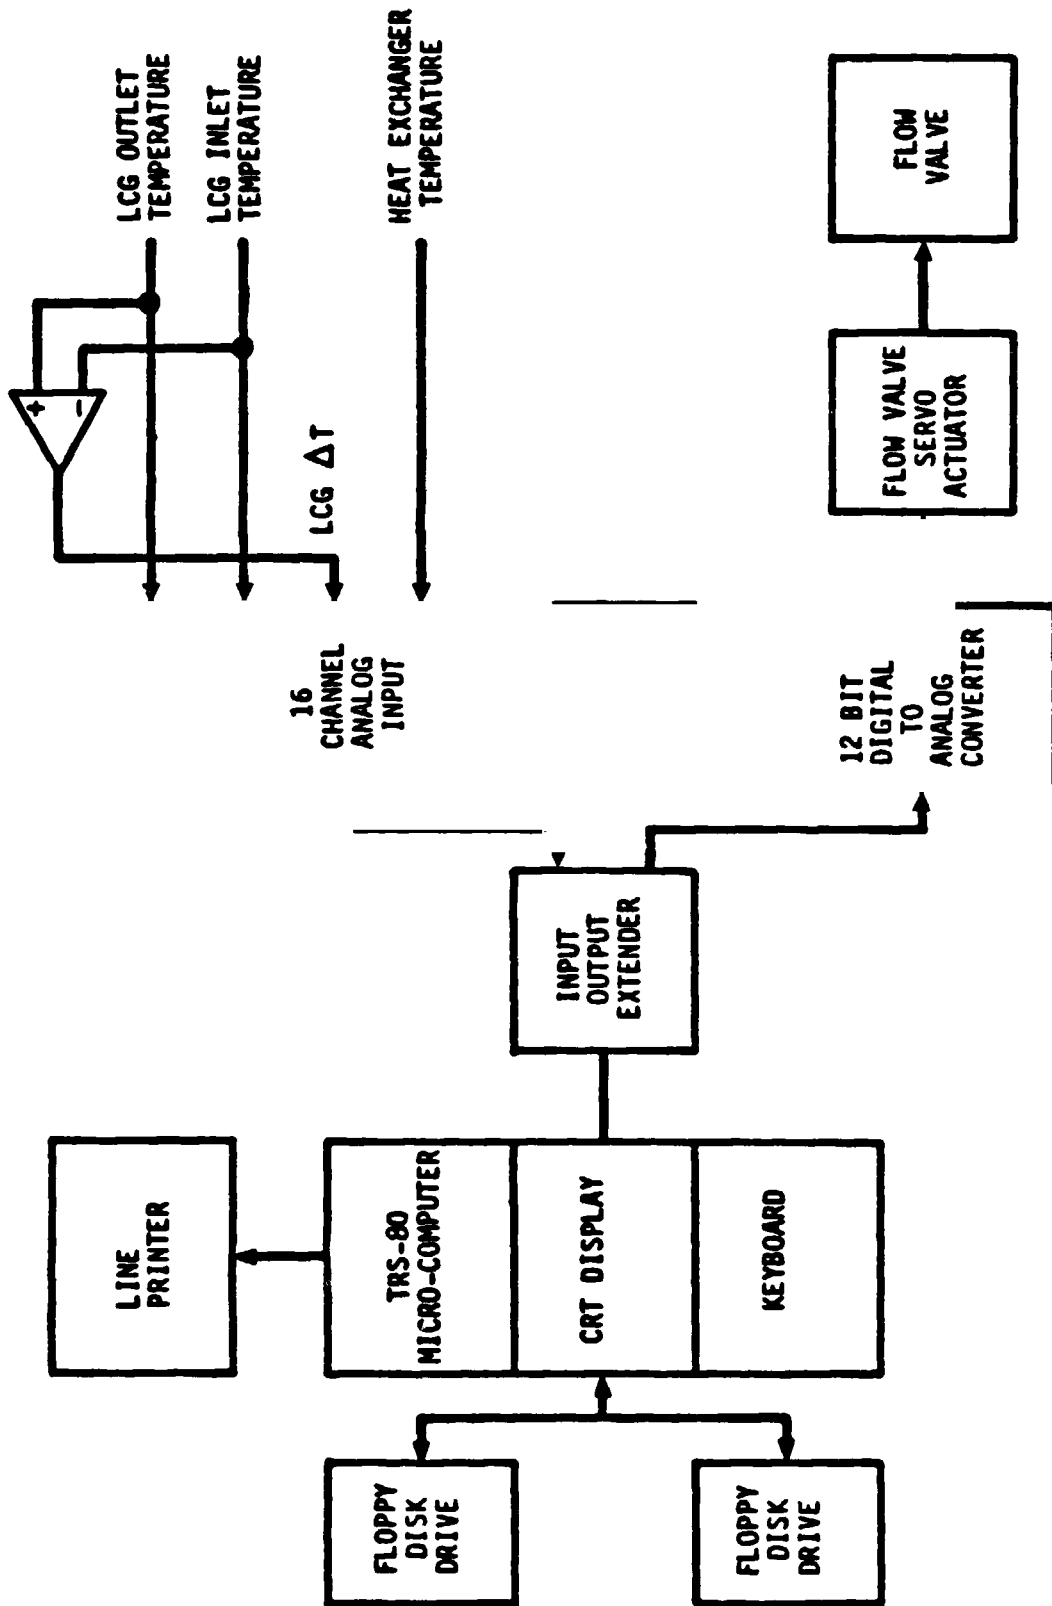 LCG OUTLET
TEMPERATURE
LCG INLET
TEMPERATURE
+
−
LCG ΔT
HEAT EXCHANGER
TEMPERATURE
16
CHANNEL
ANALOG
INPUT
LINE
PRINTER
TRS-80
MICRO-COMPUTER
CRT DISPLAY
KEYBOARD
FLOPPY
DISK
DRIVE
FLOPPY
DISK
DRIVE
INPUT
OUTPUT
EXTENDER
12 BIT
DIGITAL
TO
ANALOG
CONVERTER
FLOW VALVE
SERVO
ACTUATOR
FLOW
VALVE